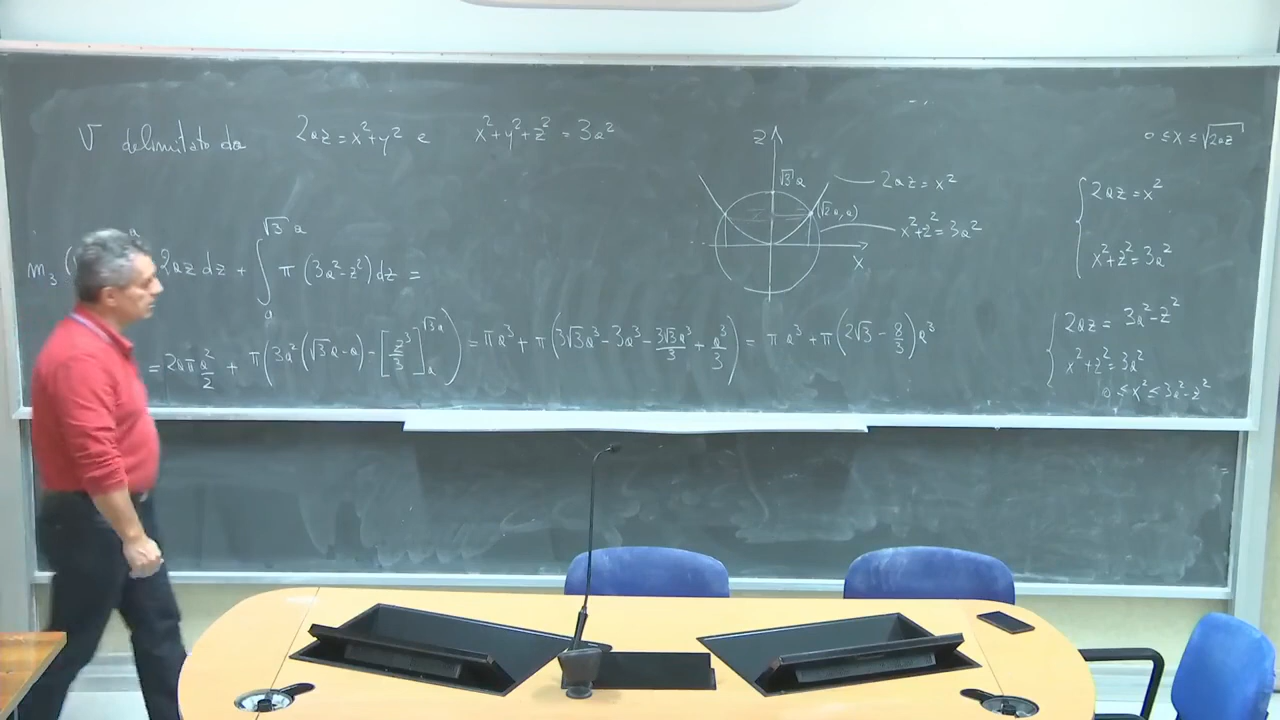 V delimitato da 2az = x²+y² e x²+y²+z² = 3a²
0 ≤ x ≤ √2az
z
√3 a
2az = x²
(√2a, a)
x²+z² = 3a²
x
{ 2az = x²
x²+z² = 3a²
m₃ ( a 2az dz + ∫ₐ^{√3 a} π (3a²-z²) dz =
= 2aπ a²/2 + π(3a²(√3a-a) - [z³/3]ₐ^{√3a}) = πa³ + π(3√3a³-3a³-3√3a³/3+a³/3) = πa³+π(2√3-8/3)a³
{ 2az = 3a²-z²
x²+z² = 3a²
0 ≤ x² ≤ 3a²-z²